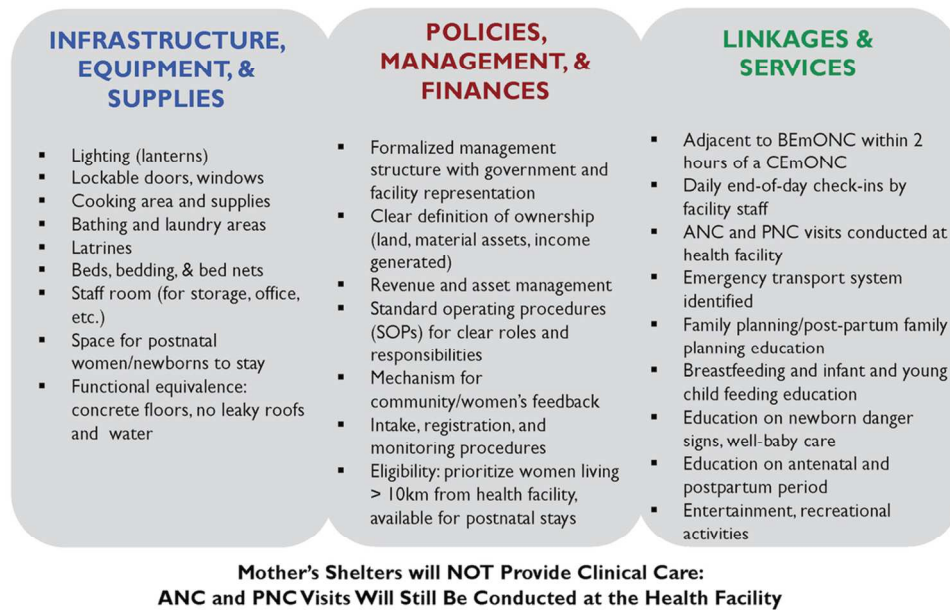 INFRASTRUCTURE,
EQUIPMENT, &
SUPPLIES
▪ Lighting (lanterns)
▪ Lockable doors, windows
▪ Cooking area and supplies
▪ Bathing and laundry areas
▪ Latrines
▪ Beds, bedding, & bed nets
▪ Staff room (for storage, office,
etc.)
▪ Space for postnatal
women/newborns to stay
▪ Functional equivalence:
concrete floors, no leaky roofs
and water
POLICIES,
MANAGEMENT, &
FINANCES
▪ Formalized management
structure with government and
facility representation
▪ Clear definition of ownership
(land, material assets, income
generated)
▪ Revenue and asset management
▪ Standard operating procedures
(SOPs) for clear roles and
responsibilities
▪ Mechanism for
community/women's feedback
▪ Intake, registration, and
monitoring procedures
▪ Eligibility: prioritize women living
> 10km from health facility,
available for postnatal stays
LINKAGES &
SERVICES
▪ Adjacent to BEmONC within 2
hours of a CEmONC
▪ Daily end-of-day check-ins by
facility staff
▪ ANC and PNC visits conducted at
health facility
▪ Emergency transport system
identified
▪ Family planning/post-partum family
planning education
▪ Breastfeeding and infant and young
child feeding education
▪ Education on newborn danger
signs, well-baby care
▪ Education on antenatal and
postpartum period
▪ Entertainment, recreational
activities
Mother's Shelters will NOT Provide Clinical Care:
ANC and PNC Visits Will Still Be Conducted at the Health Facility